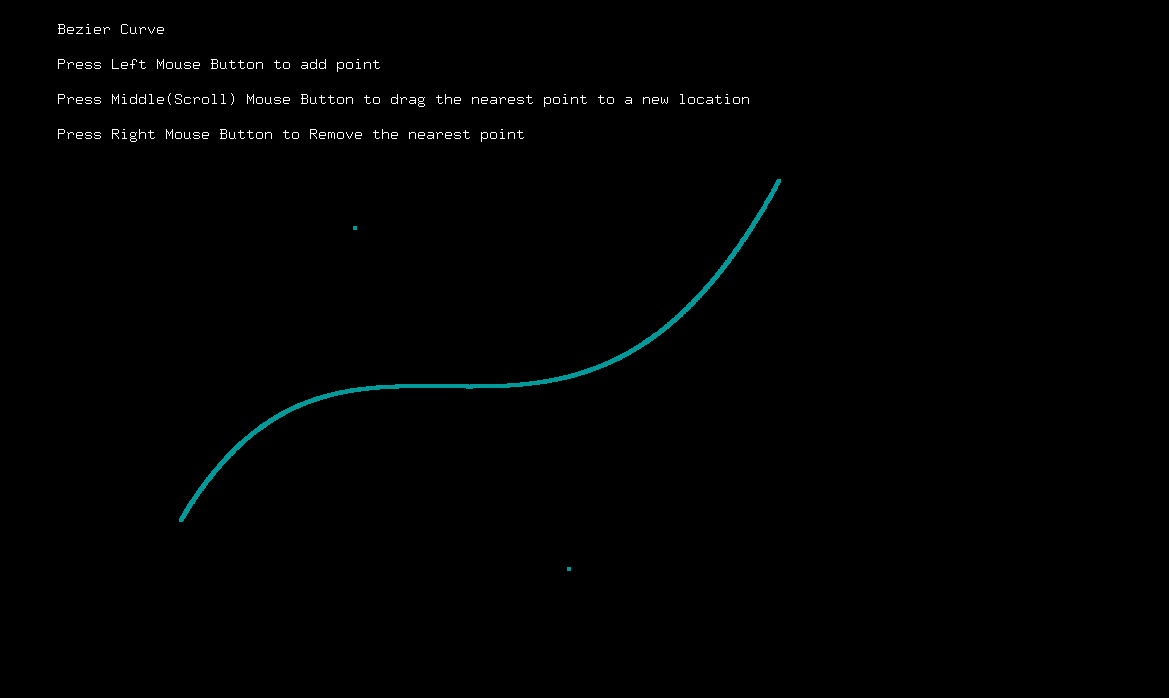 Bezier Curve
Press Left Mouse Button to add point
Press Middle(Scroll) Mouse Button to drag the nearest point to a new location
Press Right Mouse Button to Remove the nearest point